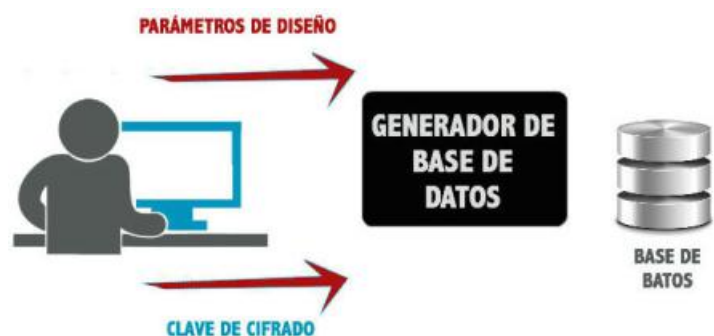 PARÁMETROS DE DISEÑO
GENERADOR DE
BASE DE
DATOS
BASE DE
BATOS
CLAVE DE CIFRADO